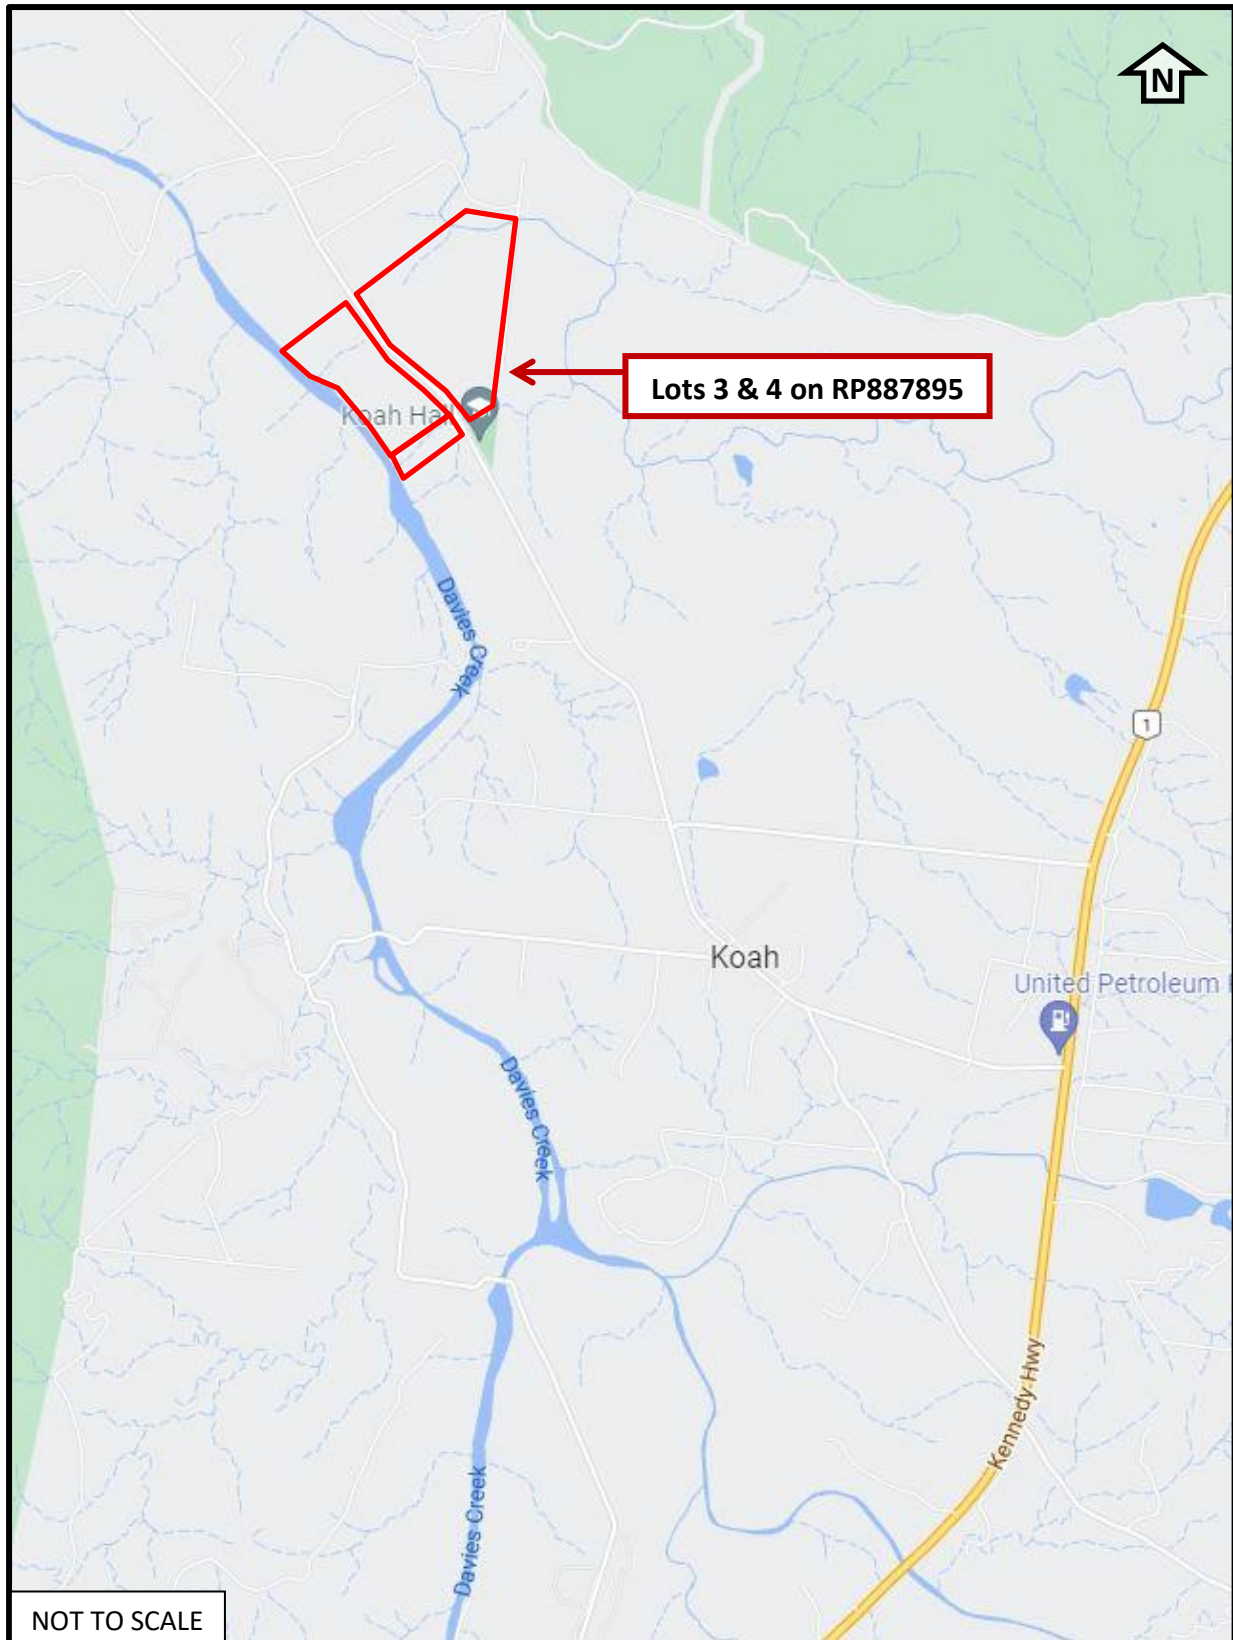 N
Lots 3 & 4 on RP887895
Koah Hall
Davies Creek
1
Koah
United Petroleum
Davies Creek
Kennedy Hwy
Davies Creek
NOT TO SCALE